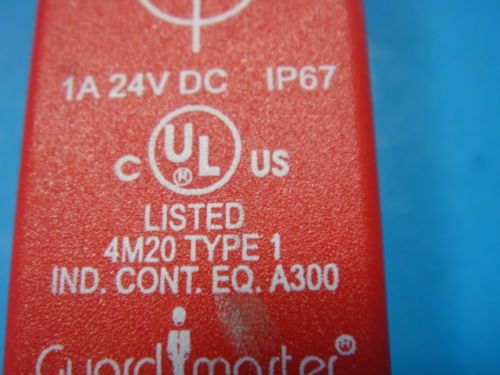 1A 24V DC IP67
C UL US
LISTED
4M20 TYPE 1
IND. CONT. EQ. A300
Guardmaster